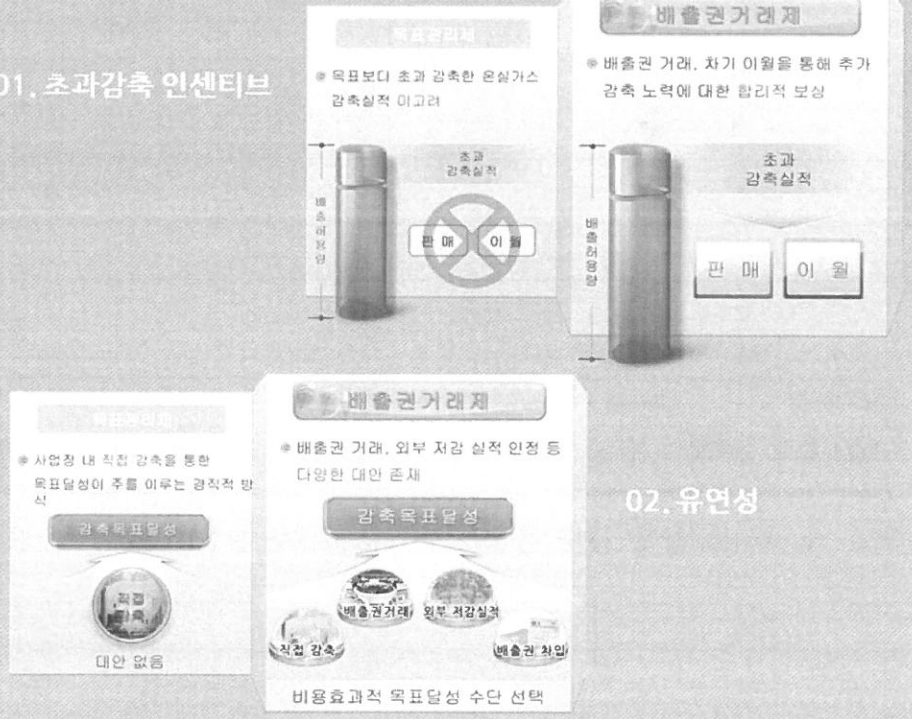 01. 초과감축 인센티브
목표관리제
목표보다 초과 감축한 온실가스
감축실적 미고려
초과
감축실적
배출허용량
판 매
이 월
배출권거래제
배출권 거래, 차기 이월을 통해 추가
감축 노력에 대한 합리적 보상
초과
감축실적
배출허용량
판 매
이 월
목표관리제
사업장 내 직접 감축을 통한
목표달성이 주를 이루는 경직적 방
식
감축목표달성
직접
감축
대안 없음
배출권거래제
배출권 거래, 외부 저감 실적 인정 등
다양한 대안 존재
감축목표달성
직접 감축
배출권거래
외부 저감실적
배출권 차입
비용효과적 목표달성 수단 선택
02. 유연성